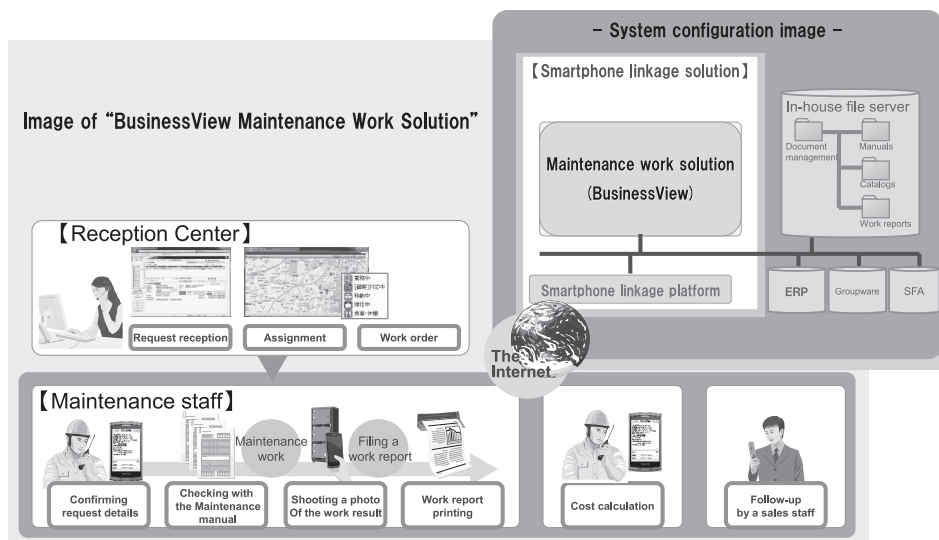 – System configuration image –
【Smartphone linkage solution】
Maintenance work solution
(BusinessView)
Smartphone linkage platform
In-house file server
Document
management
Manuals
Catalogs
Work reports
ERP
Groupware
SFA
Image of “BusinessView Maintenance Work Solution”
【Reception Center】
Request reception
Assignment
Work order
The
Internet
【Maintenance staff】
Maintenance
work
Filing a
work report
Confirming
request details
Checking with
the Maintenance
manual
Shooting a photo
Of the work result
Work report
printing
Cost calculation
Follow-up
by a sales staff